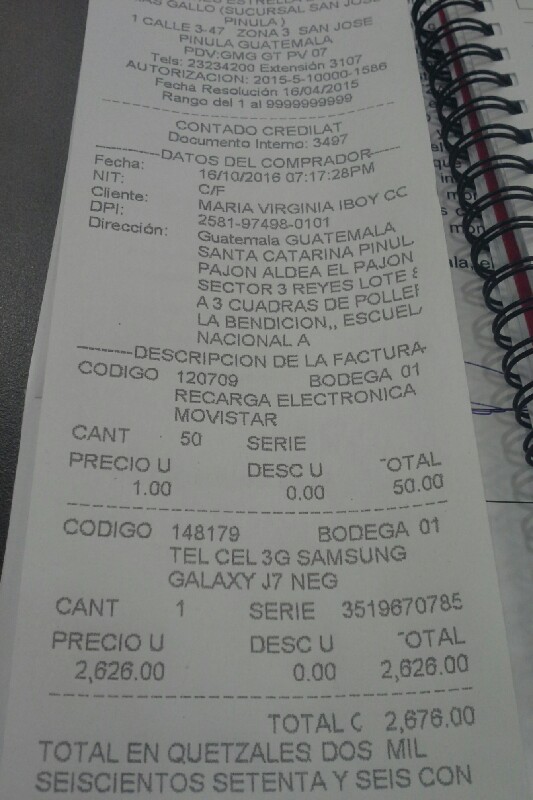 MAS GALLO (SUCURSAL SAN JOSE
PINULA )
1 CALLE 3-47 ZONA 3 SAN JOSE
PINULA GUATEMALA
PDV:GMG GT PV 07
Tels: 23234200 Extensión 3107
AUTORIZACION: 2015-5-10000-1586
Fecha Resolución 16/04/2015
Rango del 1 al 9999999999
CONTADO CREDILAT
Documento Interno: 3497
DATOS DEL COMPRADOR
Fecha: 16/10/2016 07:17:28PM
NIT: C/F
Cliente: MARIA VIRGINIA IBOY CC
DPI: 2581-97498-0101
Dirección: Guatemala GUATEMALA
SANTA CATARINA PINUL
PAJON ALDEA EL PAJON
SECTOR 3 REYES LOTE 8
A 3 CUADRAS DE POLLE
LA BENDICION,, ESCUEL
NACIONAL A
DESCRIPCION DE LA FACTURA
CODIGO 120709 BODEGA 01
RECARGA ELECTRONICA
MOVISTAR
CANT 50 SERIE
PRECIO U DESC U TOTAL
1.00 0.00 50.00
CODIGO 148179 BODEGA 01
TEL CEL 3G SAMSUNG
GALAXY J7 NEG
CANT 1 SERIE 3519670785
PRECIO U DESC U TOTAL
2,626.00 0.00 2,626.00
TOTAL C 2,676.00
TOTAL EN QUETZALES DOS MIL
SEISCIENTOS SETENTA Y SEIS CON